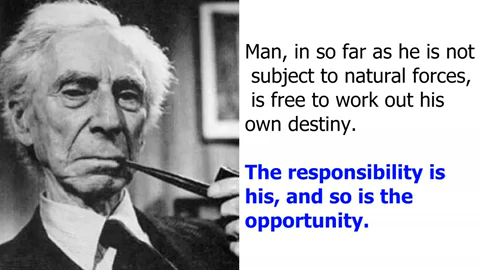 Man, in so far as he is not
subject to natural forces,
is free to work out his
own destiny.
The responsibility is
his, and so is the
opportunity.